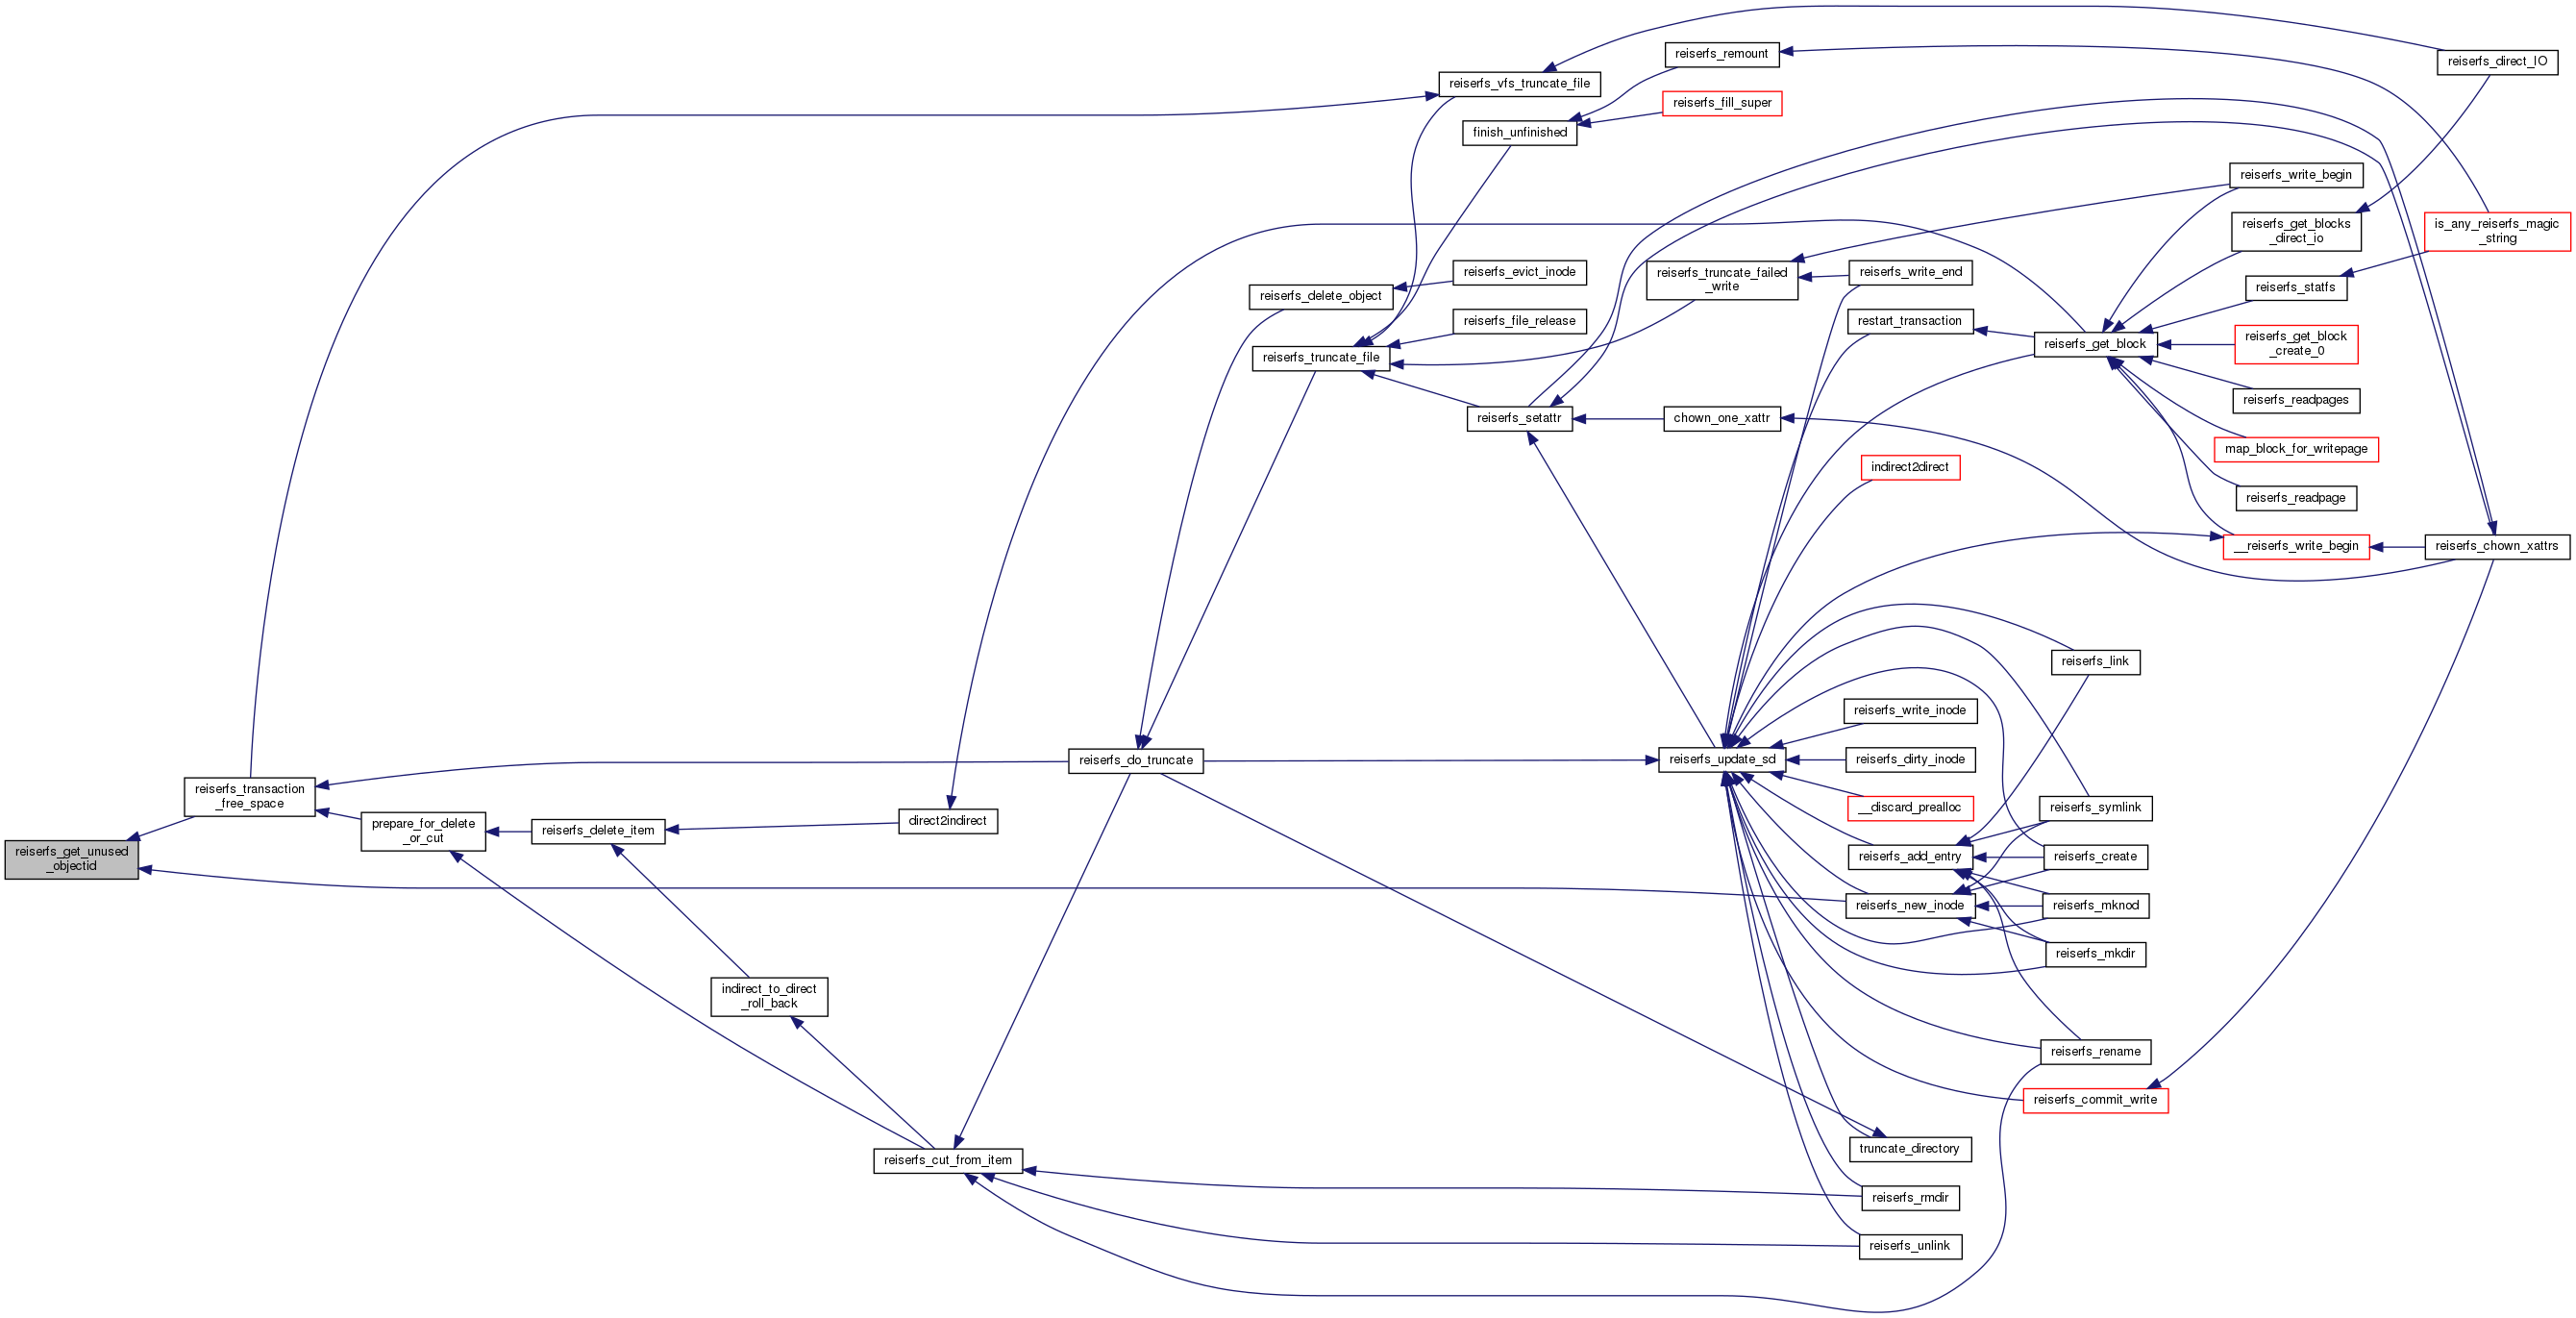 reiserfs_get_unused
_objectid
reiserfs_transaction
_free_space
prepare_for_delete
_or_cut
reiserfs_delete_item
indirect_to_direct
_roll_back
direct2indirect
reiserfs_cut_from_item
reiserfs_do_truncate
reiserfs_delete_object
reiserfs_truncate_file
reiserfs_vfs_truncate_file
finish_unfinished
reiserfs_evict_inode
reiserfs_file_release
reiserfs_setattr
reiserfs_remount
reiserfs_fill_super
reiserfs_truncate_failed
_write
chown_one_xattr
reiserfs_update_sd
reiserfs_write_end
restart_transaction
indirect2direct
reiserfs_write_inode
reiserfs_dirty_inode
__discard_prealloc
reiserfs_add_entry
reiserfs_new_inode
truncate_directory
reiserfs_rmdir
reiserfs_unlink
reiserfs_get_block
reiserfs_link
reiserfs_symlink
reiserfs_create
reiserfs_mknod
reiserfs_mkdir
reiserfs_rename
reiserfs_commit_write
reiserfs_write_begin
reiserfs_get_blocks
_direct_io
reiserfs_statfs
reiserfs_get_block
_create_0
reiserfs_readpages
map_block_for_writepage
reiserfs_readpage
__reiserfs_write_begin
reiserfs_direct_IO
is_any_reiserfs_magic
_string
reiserfs_chown_xattrs